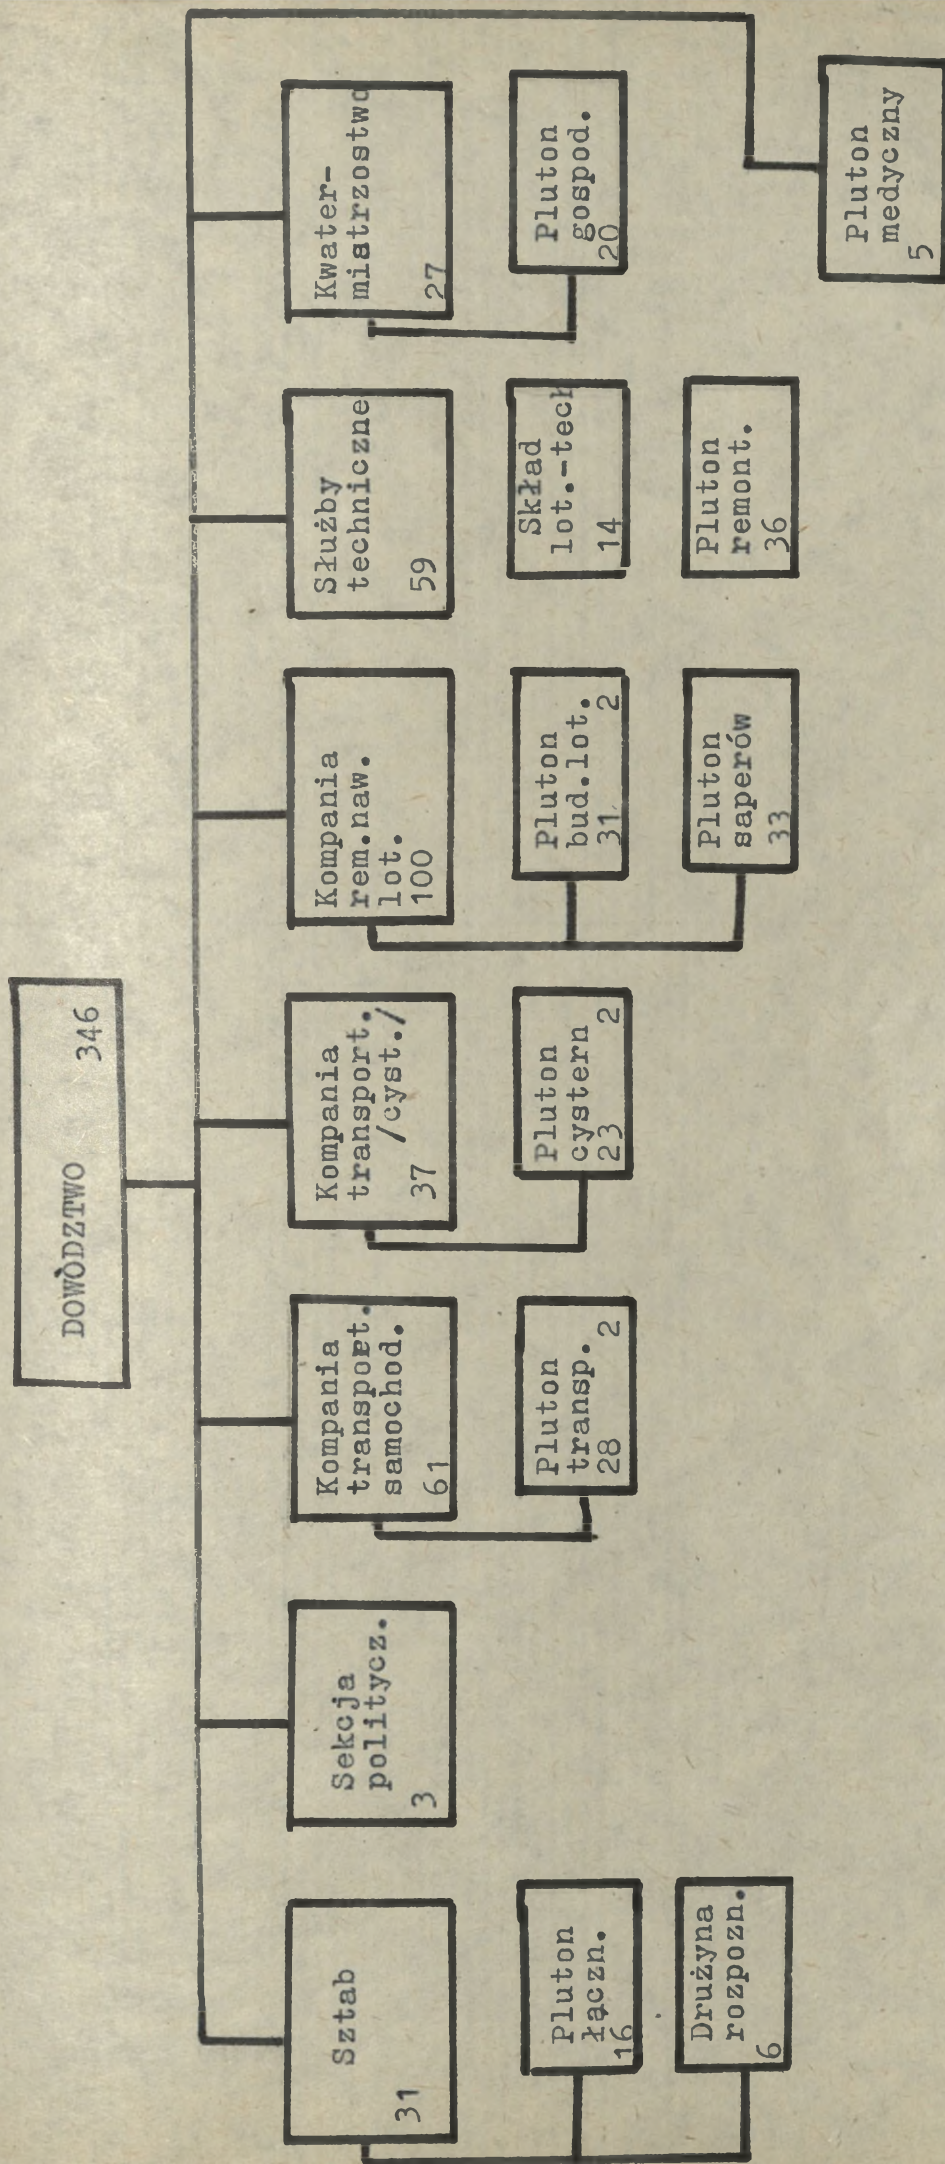 DOWÓDZTWO
346
Sztab
31
Pluton
łączn.
16
Drużyna
rozpozn.
6
Sekcja
politycz.
3
Kompania
transport.
samochod.
61
Pluton
transp.
28 2
Kompania
transport.
/cyst./
37
Pluton
cystern
23 2
Kompania
rem.naw.
lot.
100
Pluton
bud.lot.
31 2
Pluton
saperów
33
Służby
techniczne
59
Skład
lot.-tech
14
Pluton
remont.
36
Kwater-
mistrzostwo
27
Pluton
gospod.
20
Pluton
medyczny
5